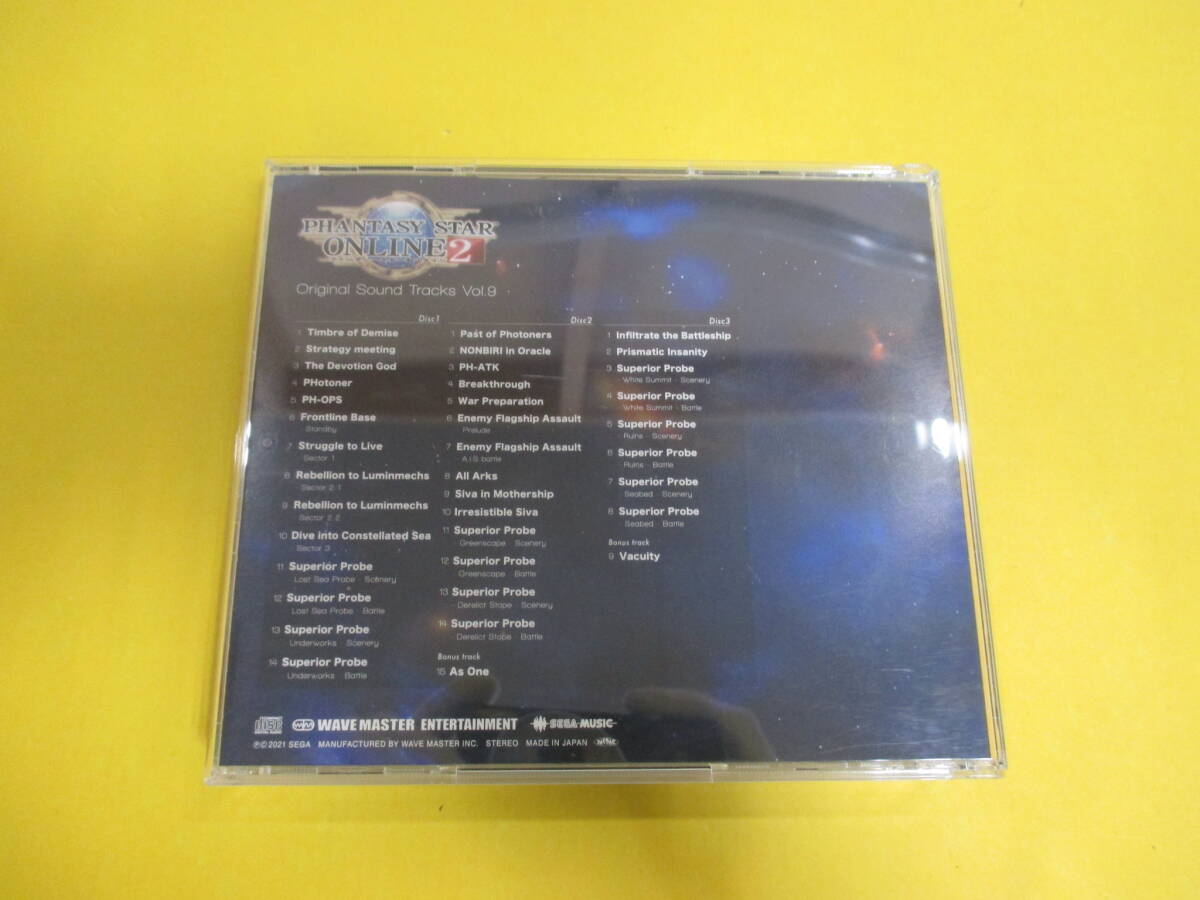 PHANTASY STAR
ONLINE 2
Original Sound Tracks Vol.9
Disc1
1 Timbre of Demise
2 Strategy meeting
3 The Devotion God
4 PHotoner
5 PH-OPS
6 Frontline Base
Standby
7 Struggle to Live
Sector 1
8 Rebellion to Luminmechs
Sector 2 1
9 Rebellion to Luminmechs
Sector 2 2
10 Dive into Constellated Sea
Sector 3
11 Superior Probe
Lost Sea Probe · Scenery
12 Superior Probe
Lost Sea Probe · Battle
13 Superior Probe
Underworks · Scenery
14 Superior Probe
Underworks · Battle
Disc2
1 Past of Photoners
2 NONBIRI in Oracle
3 PH-ATK
4 Breakthrough
5 War Preparation
6 Enemy Flagship Assault
Prelude
7 Enemy Flagship Assault
A.I.S battle
8 All Arks
9 Siva in Mothership
10 Irresistible Siva
11 Superior Probe
Greenscape · Scenery
12 Superior Probe
Greenscape · Battle
13 Superior Probe
Derelict Stape · Scenery
14 Superior Probe
Derelict Stape · Battle
Bonus track
15 As One
Disc3
1 Infiltrate the Battleship
2 Prismatic Insanity
3 Superior Probe
White Summit · Scenery
4 Superior Probe
White Summit · Battle
5 Superior Probe
Ruins · Scenery
6 Superior Probe
Ruins · Battle
7 Superior Probe
Seabed · Scenery
8 Superior Probe
Seabed · Battle
Bonus track
9 Vacuity
WAVE MASTER ENTERTAINMENT SEGA MUSIC
℗© 2021 SEGA MANUFACTURED BY WAVE MASTER INC. STEREO MADE IN JAPAN